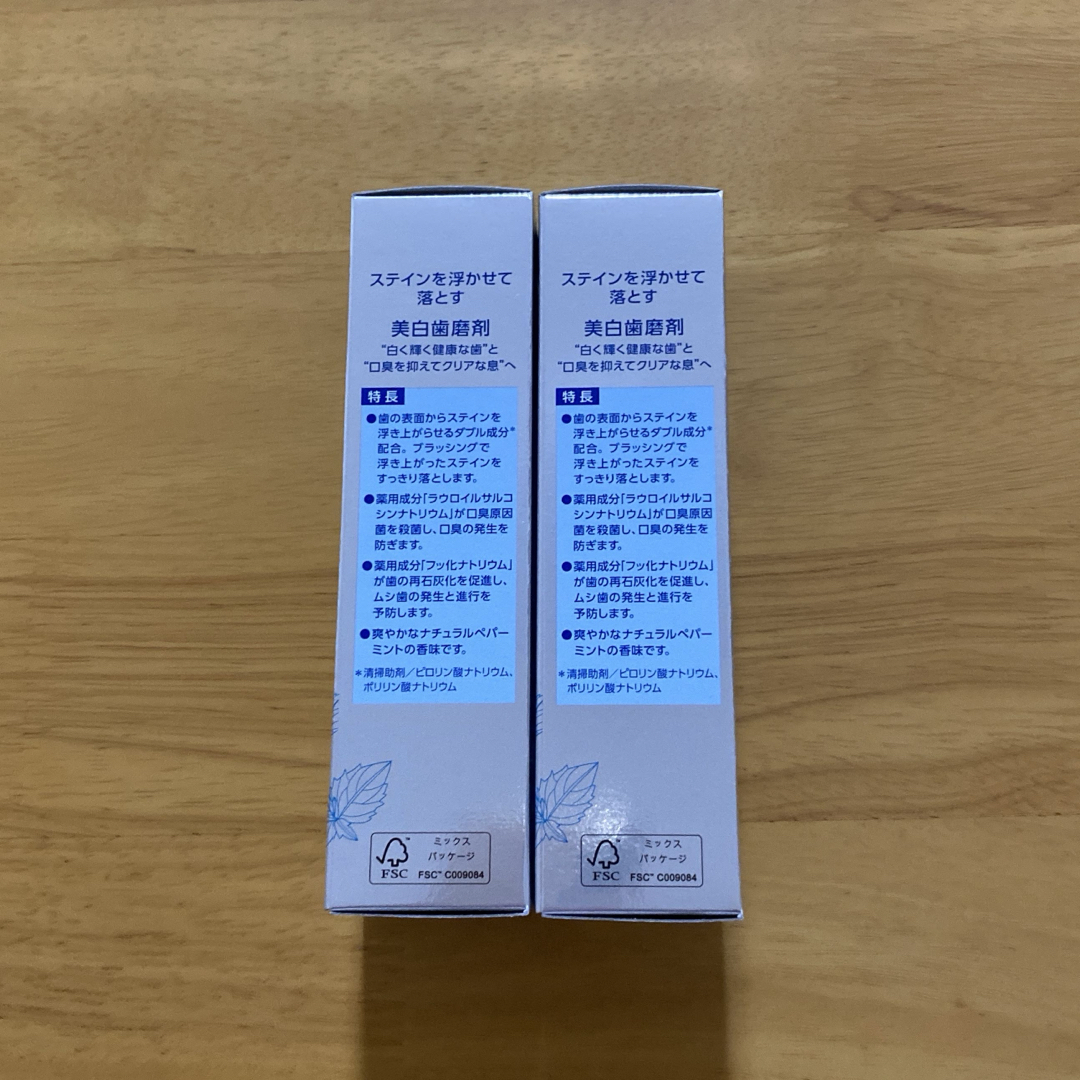 ステインを浮かせて
落とす
美白歯磨剤
“白く輝く健康な歯”と
“口臭を抑えてクリアな息”へ
特長
●歯の表面からステインを
浮き上がらせるダブル成分*
配合。ブラッシングで
浮き上がったステインを
すっきり落とします。
●薬用成分「ラウロイルサルコ
シンナトリウム」が口臭原因
菌を殺菌し、口臭の発生を
防ぎます。
●薬用成分「フッ化ナトリウム」
が歯の再石灰化を促進し、
ムシ歯の発生と進行を
予防します。
●爽やかなナチュラルペパー
ミントの香味です。
*清掃助剤/ピロリン酸ナトリウム、
ポリリン酸ナトリウム
FSC™
ミックス
パッケージ
FSC™ C009084
ステインを浮かせて
落とす
美白歯磨剤
“白く輝く健康な歯”と
“口臭を抑えてクリアな息”へ
特長
●歯の表面からステインを
浮き上がらせるダブル成分*
配合。ブラッシングで
浮き上がったステインを
すっきり落とします。
●薬用成分「ラウロイルサルコ
シンナトリウム」が口臭原因
菌を殺菌し、口臭の発生を
防ぎます。
●薬用成分「フッ化ナトリウム」
が歯の再石灰化を促進し、
ムシ歯の発生と進行を
予防します。
●爽やかなナチュラルペパー
ミントの香味です。
*清掃助剤/ピロリン酸ナトリウム、
ポリリン酸ナトリウム
FSC™
ミックス
パッケージ
FSC™ C009084